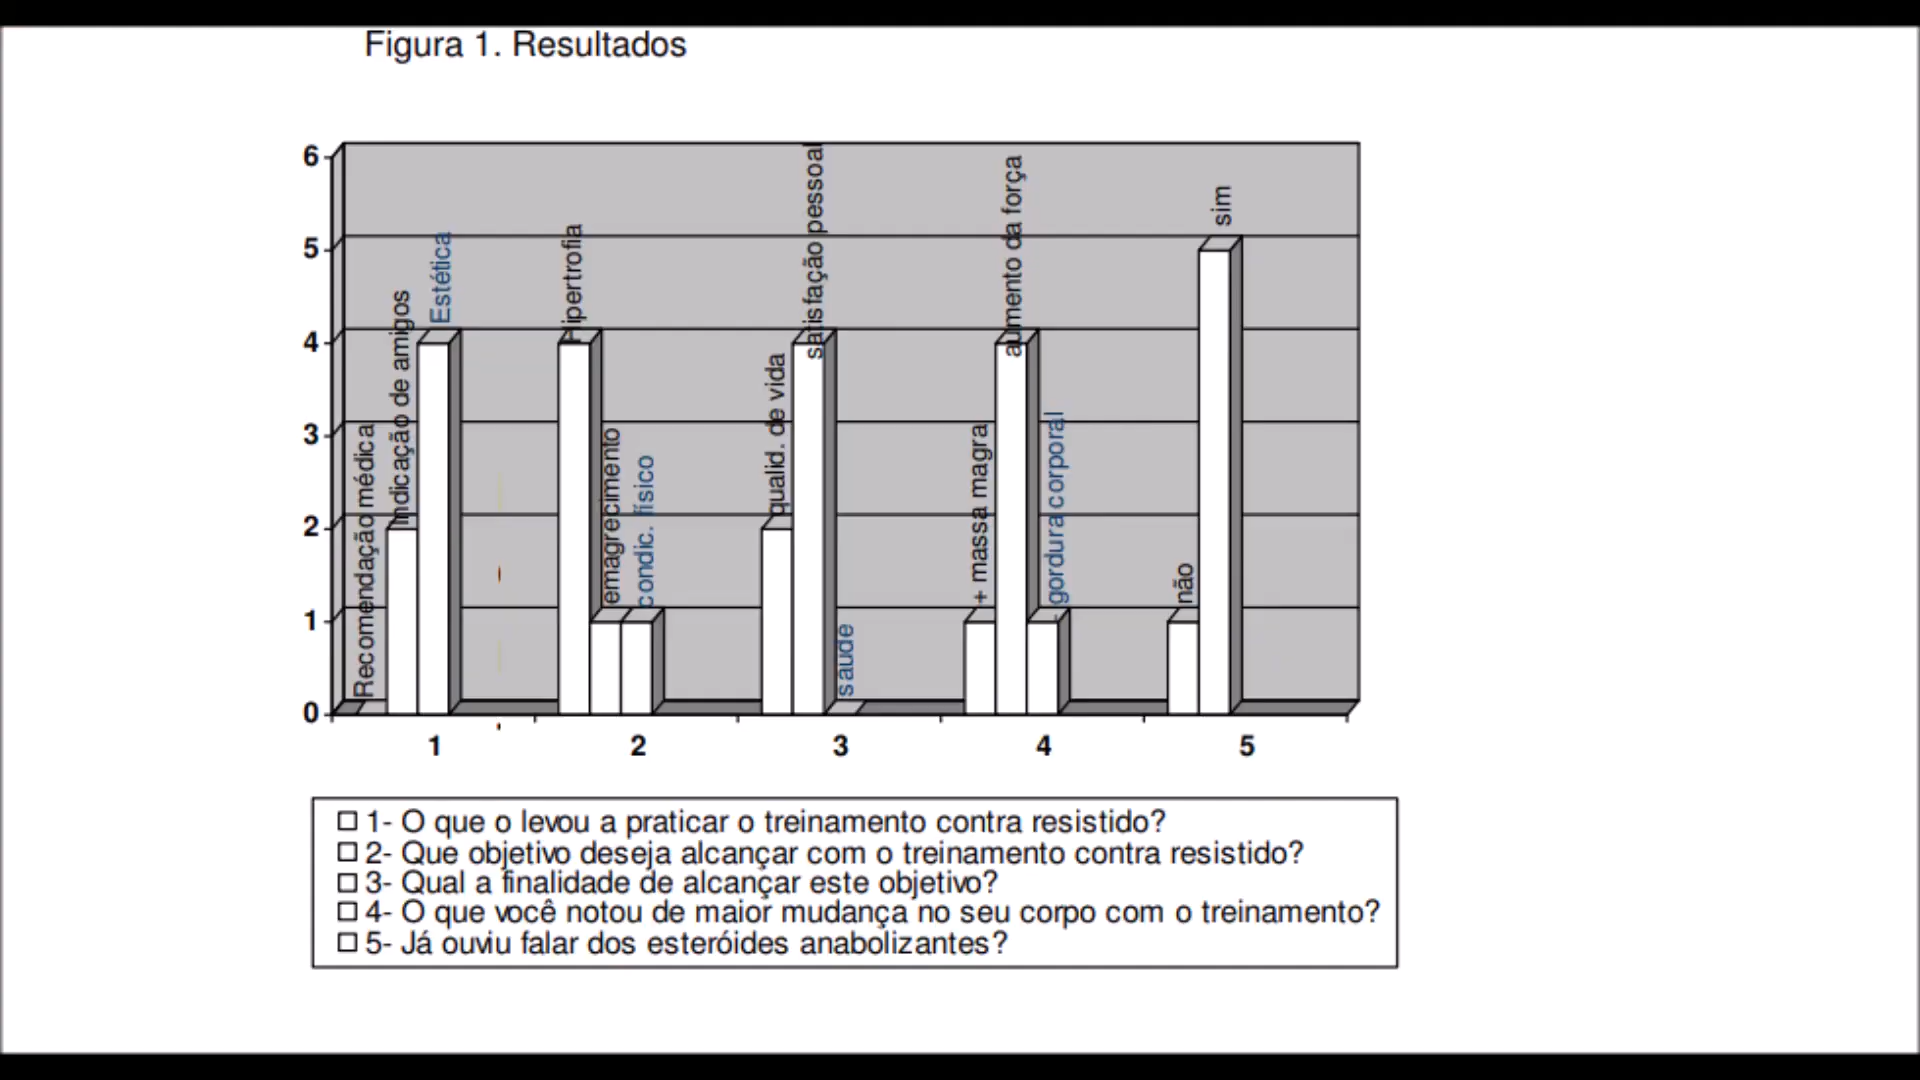 Figura 1. Resultados
6
5
4
3
2
1
0
Recomendação médica
indicação de amigos
Estética
Hipertrofia
emagrecimento
condic. físico
qualid. de vida
satisfação pessoal
saude
+ massa magra
aumento da força
- gordura corporal
não
sim
1
2
3
4
5
1- O que o levou a praticar o treinamento contra resistido?
2- Que objetivo deseja alcançar com o treinamento contra resistido?
3- Qual a finalidade de alcançar este objetivo?
4- O que você notou de maior mudança no seu corpo com o treinamento?
5- Já ouviu falar dos esteróides anabolizantes?